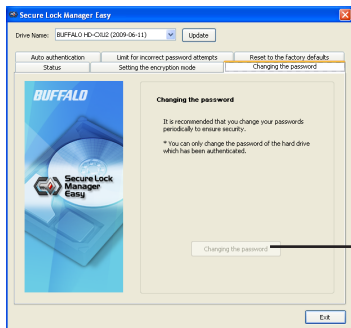 Secure Lock Manager Easy
Drive Name: BUFFALO HD-CXU2 (2009-06-11) Update
Auto authentication Limit for incorrect password attempts Reset to the factory defaults
Status Setting the encryption mode Changing the password
BUFFALO
Secure Lock
Manager
Easy
Changing the password
It is recommended that you change your passwords
periodically to ensure security.
* You can only change the password of the hard drive
which has been authenticated.
Changing the password
Exit